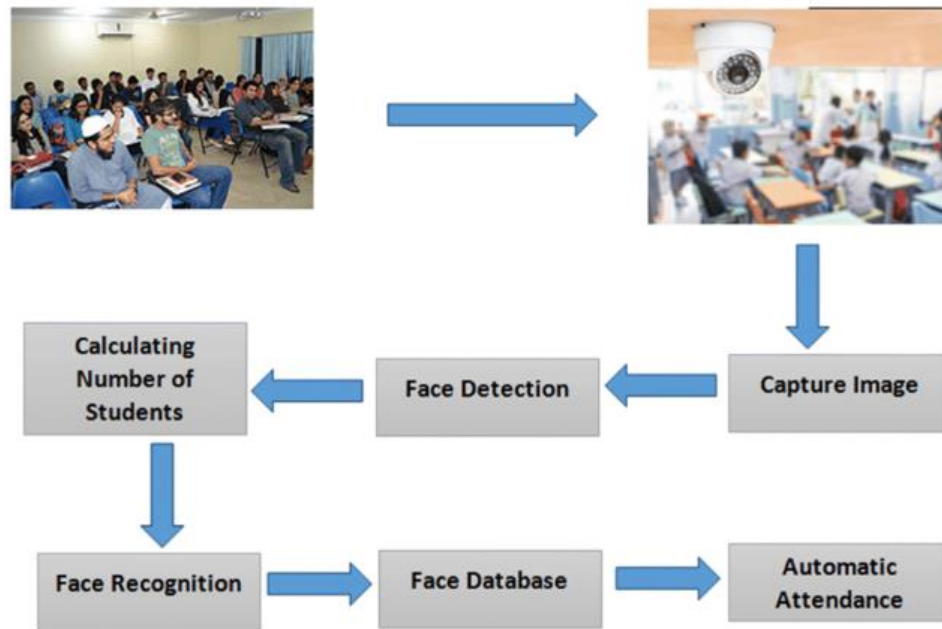 Calculating
Number of
Students
Face Detection
Capture Image
Face Recognition
Face Database
Automatic
Attendance